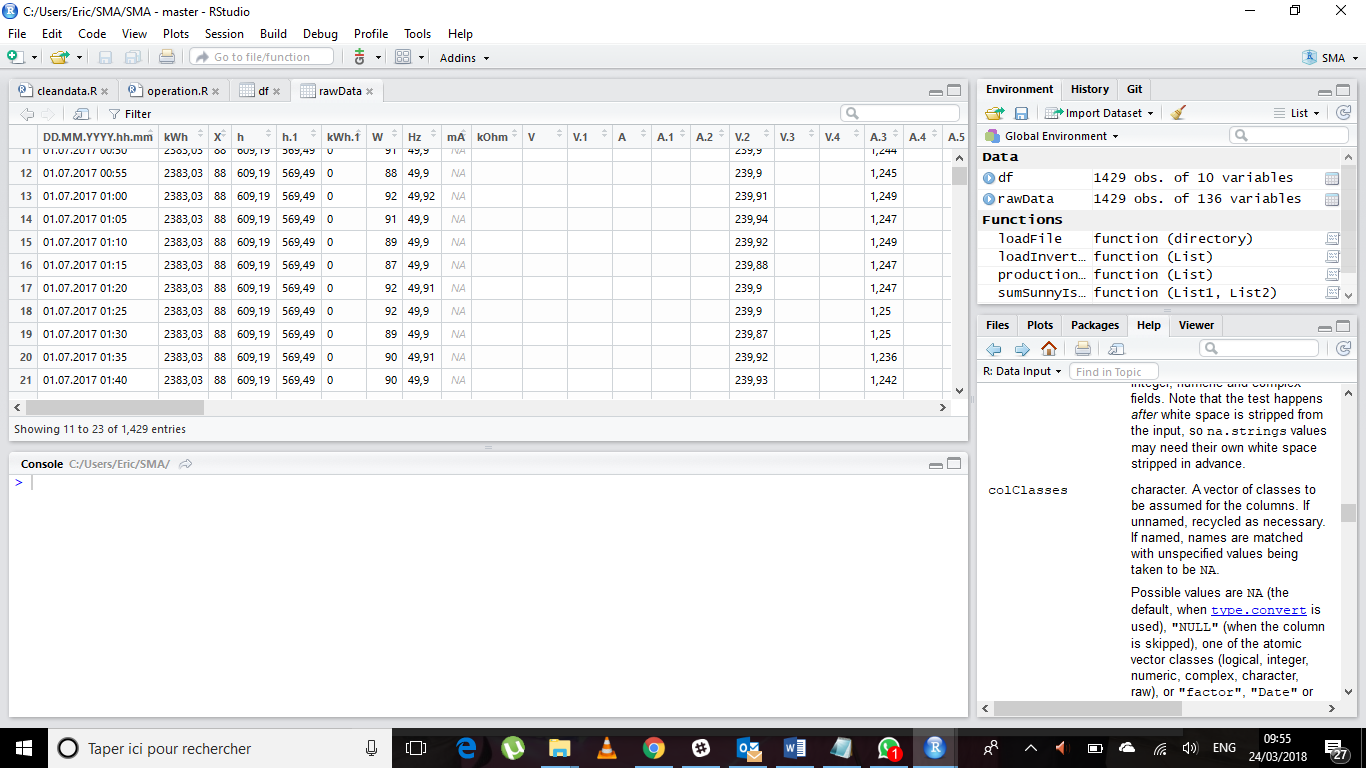 C:/Users/Eric/SMA/SMA - master - RStudio
File Edit Code View Plots Session Build Debug Profile Tools Help
Go to file/function Addins SMA
cleandata.R operation.R df rawData
Filter
DD.MM.YYYY.hh.mm kWh X h h.1 kWh.1 W Hz mA kOhm V V.1 A A.1 A.2 V.2 V.3 V.4 A.3 A.4 A.5
11 01.07.2017 00:50 2383,03 88 609,19 569,49 0 91 49,9 NA 239,9 1,244
12 01.07.2017 00:55 2383,03 88 609,19 569,49 0 88 49,9 NA 239,9 1,245
13 01.07.2017 01:00 2383,03 88 609,19 569,49 0 92 49,92 NA 239,91 1,249
14 01.07.2017 01:05 2383,03 88 609,19 569,49 0 91 49,9 NA 239,94 1,247
15 01.07.2017 01:10 2383,03 88 609,19 569,49 0 89 49,9 NA 239,92 1,249
16 01.07.2017 01:15 2383,03 88 609,19 569,49 0 87 49,9 NA 239,88 1,247
17 01.07.2017 01:20 2383,03 88 609,19 569,49 0 92 49,91 NA 239,9 1,247
18 01.07.2017 01:25 2383,03 88 609,19 569,49 0 92 49,9 NA 239,9 1,25
19 01.07.2017 01:30 2383,03 88 609,19 569,49 0 89 49,9 NA 239,87 1,25
20 01.07.2017 01:35 2383,03 88 609,19 569,49 0 90 49,91 NA 239,92 1,236
21 01.07.2017 01:40 2383,03 88 609,19 569,49 0 90 49,9 NA 239,93 1,242
Showing 11 to 23 of 1,429 entries
Console C:/Users/Eric/SMA/
>
Environment History Git
Import Dataset List
Global Environment
Data
df 1429 obs. of 10 variables
rawData 1429 obs. of 136 variables
Functions
loadFile function (directory)
loadInvert… function (List)
production… function (List)
sumSunnyIs… function (List1, List2)
Files Plots Packages Help Viewer
R: Data Input Find in Topic
integer, numeric and complex
fields. Note that the test happens
after white space is stripped from
the input, so na.strings values
may need their own white space
stripped in advance.
colClasses character. A vector of classes to
be assumed for the columns. If
unnamed, recycled as necessary.
If named, names are matched
with unspecified values being
taken to be NA.
Possible values are NA (the
default, when type.convert is
used), "NULL" (when the column
is skipped), one of the atomic
vector classes (logical, integer,
numeric, complex, character,
raw), or "factor", "Date" or
Taper ici pour rechercher
1
ENG
09:55
24/03/2018
27